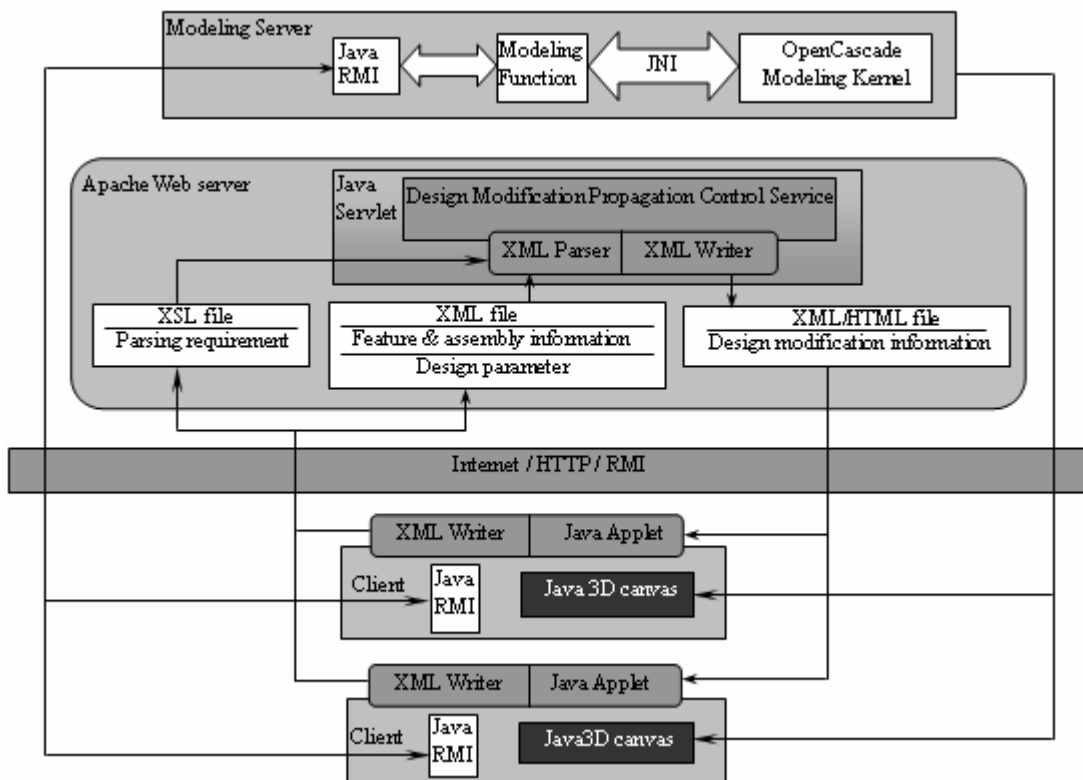 Modeling Server
Java
RMI
Modeling
Function
JNI
OpenCascade
Modeling Kernel
Apache Web server
Java
Servlet
Design Modification Propagation Control Service
XML Parser
XML Writer
XSL file
Parsing requirement
XML file
Feature & assembly information
Design parameter
XML/HTML file
Design modification information
Internet / HTTP / RMI
XML Writer
Java Applet
Client
Java
RMI
Java 3D canvas
XML Writer
Java Applet
Client
Java
RMI
Java3D canvas